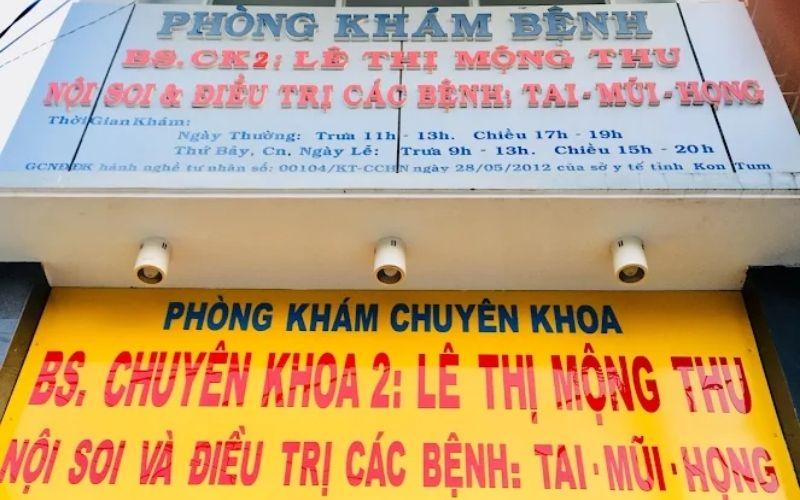 PHÒNG KHÁM BỆNH
BS.CK2: LÊ THỊ MỘNG THU
NỘI SOI & ĐIỀU TRỊ CÁC BỆNH: TAI - MŨI - HỌNG
Thời Gian Khám:
Ngày Thường: Trưa 11h - 13h. Chiều 17h - 19h
Thứ Bảy, Cn, Ngày Lễ: Trưa 9h - 13h. Chiều 15h - 20h
GCNĐĐK hành nghề tư nhân số: 00104/KT-CCHN ngày 28/05/2012 của sở y tế tỉnh Kon Tum
PHÒNG KHÁM CHUYÊN KHOA
BS. CHUYÊN KHOA 2: LÊ THỊ MỘNG THU
NỘI SOI VÀ ĐIỀU TRỊ CÁC BỆNH: TAI - MŨI - HỌNG